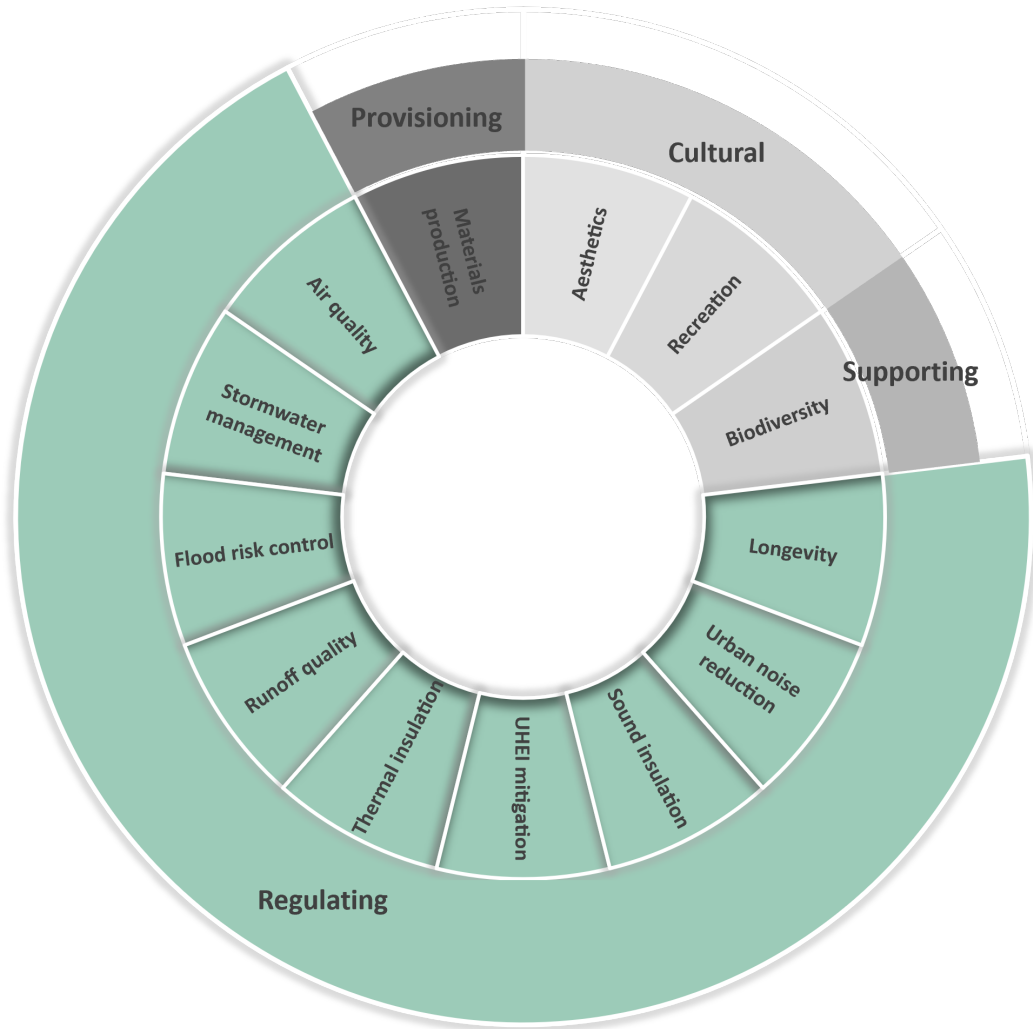 Provisioning
Cultural
Supporting
Regulating
Materials
production
Aesthetics
Recreation
Biodiversity
Longevity
Urban noise
reduction
Sound insulation
UHEI mitigation
Thermal insulation
Runoff quality
Flood risk control
Stormwater
management
Air quality